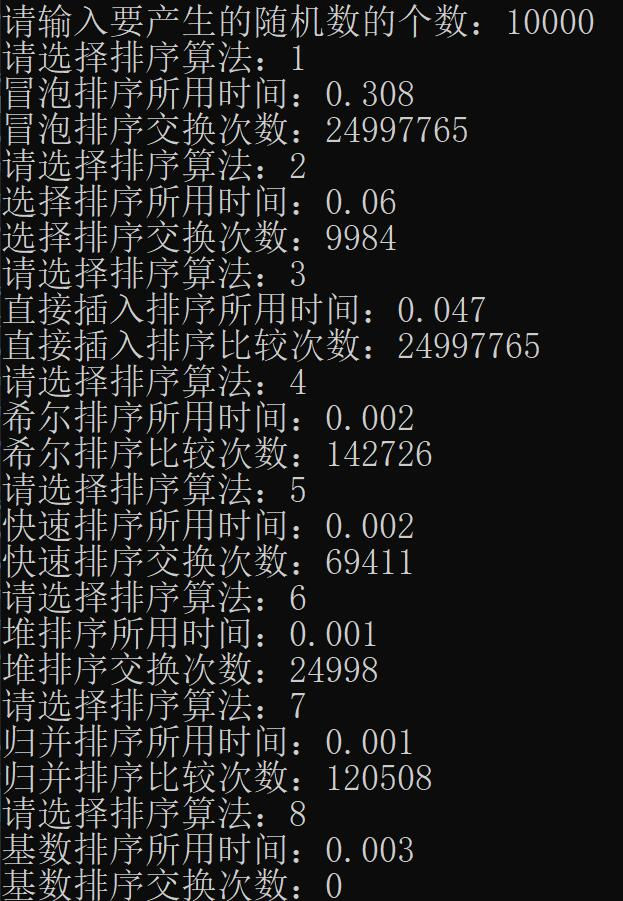 请输入要产生的随机数的个数：10000
请选择排序算法：1
冒泡排序所用时间：0.308
冒泡排序交换次数：24997765
请选择排序算法：2
选择排序所用时间：0.06
选择排序交换次数：9984
请选择排序算法：3
直接插入排序所用时间：0.047
直接插入排序比较次数：24997765
请选择排序算法：4
希尔排序所用时间：0.002
希尔排序比较次数：142726
请选择排序算法：5
快速排序所用时间：0.002
快速排序交换次数：69411
请选择排序算法：6
堆排序所用时间：0.001
堆排序交换次数：24998
请选择排序算法：7
归并排序所用时间：0.001
归并排序比较次数：120508
请选择排序算法：8
基数排序所用时间：0.003
基数排序交换次数：0